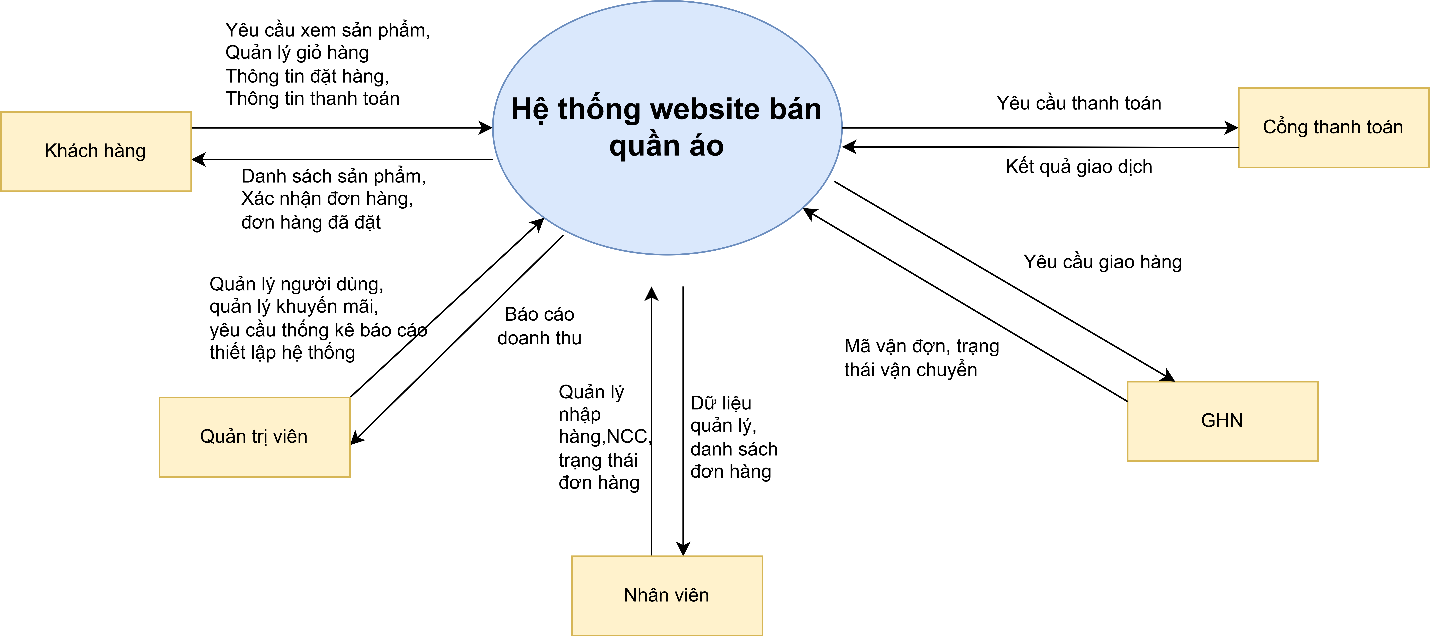 Yêu cầu xem sản phẩm,
Quản lý giỏ hàng
Thông tin đặt hàng,
Thông tin thanh toán
Khách hàng
Danh sách sản phẩm,
Xác nhận đơn hàng,
đơn hàng đã đặt
Hệ thống website bán
quần áo
Yêu cầu thanh toán
Cổng thanh toán
Kết quả giao dịch
Yêu cầu giao hàng
Mã vận đợn, trạng
thái vận chuyển
GHN
Quản lý người dùng,
quản lý khuyến mãi,
yêu cầu thống kê báo cáo
thiết lập hệ thống
Báo cáo
doanh thu
Quản trị viên
Quản lý
nhập
hàng,NCC,
trạng thái
đơn hàng
Dữ liệu
quản lý,
danh sách
đơn hàng
Nhân viên